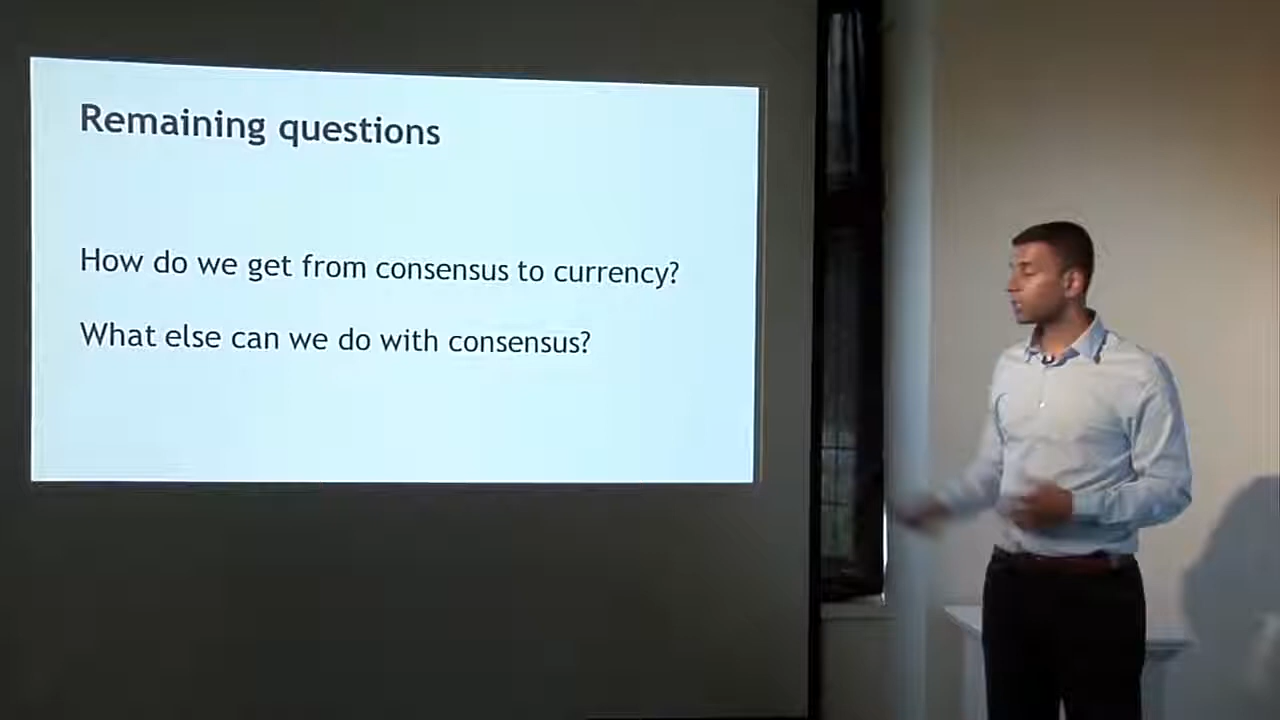 Remaining questions
How do we get from consensus to currency?
What else can we do with consensus?